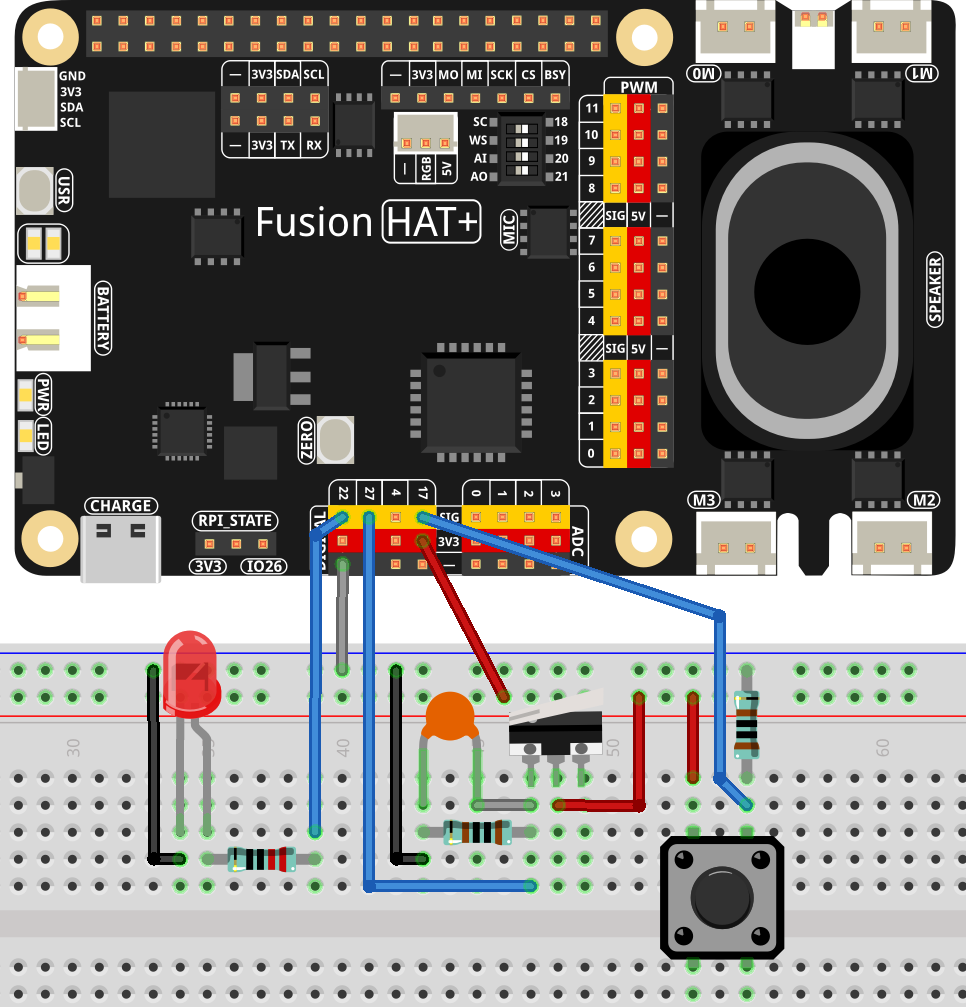 M0
M1
GND
3V3
SDA
SCL
— 3V3 SDA SCL
— 3V3 TX RX
— 3V3 MO MI SCK CS BSY
— RGB 5V
SC 18
WS 19
AI 20
AO 21
PWM
11
10
9
8
SIG 5V —
7
6
5
4
SIG 5V —
3
2
1
0
USR
Fusion HAT+
MIC
SPEAKER
BATTERY
PWR
LED
ZERO
CHARGE
RPI_STATE
3V3 IO26
22 27 4 17
0 1 2 3
SIG
3V3
—
ADC
M3
M2
30
40
50
60